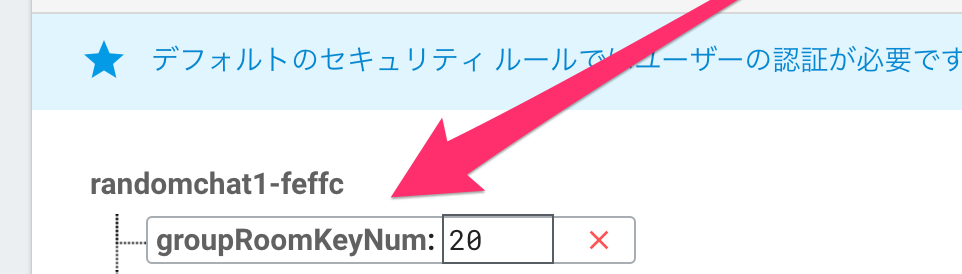 デフォルトのセキュリティ ルールではユーザーの認証が必要です
randomchat1-feffc
groupRoomKeyNum: 20